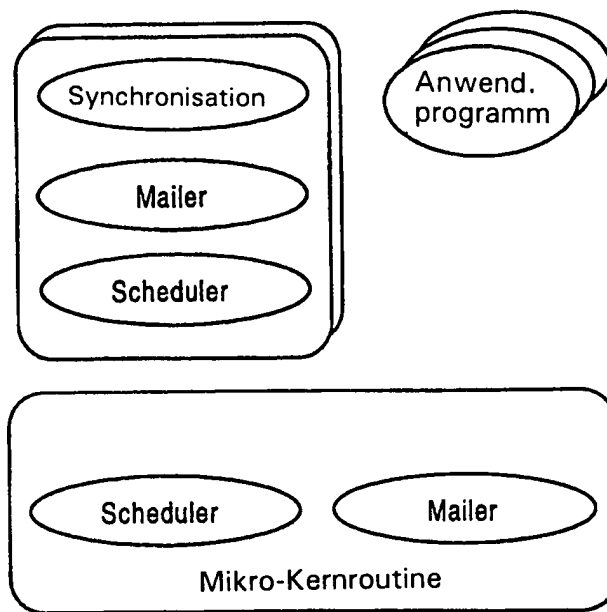 Synchronisation
Mailer
Scheduler
Anwend.
programm
Scheduler
Mailer
Mikro-Kernroutine